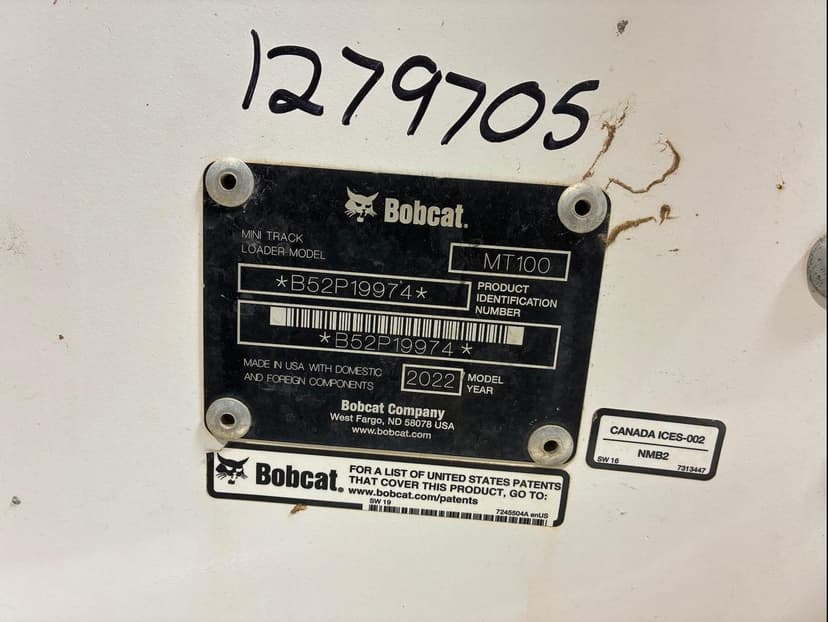 1279705
Bobcat.
MINI TRACK
LOADER MODEL
MT100
*B52P19974*
PRODUCT
IDENTIFICATION
NUMBER
*B52P19974*
MADE IN USA WITH DOMESTIC
AND FOREIGN COMPONENTS
2022
MODEL
YEAR
Bobcat Company
West Fargo, ND 58078 USA
www.bobcat.com
CANADA ICES-002
NMB2
SW 16
7313447
Bobcat.
FOR A LIST OF UNITED STATES PATENTS
THAT COVER THIS PRODUCT, GO TO:
www.bobcat.com/patents
SW 19
7245504A enUS